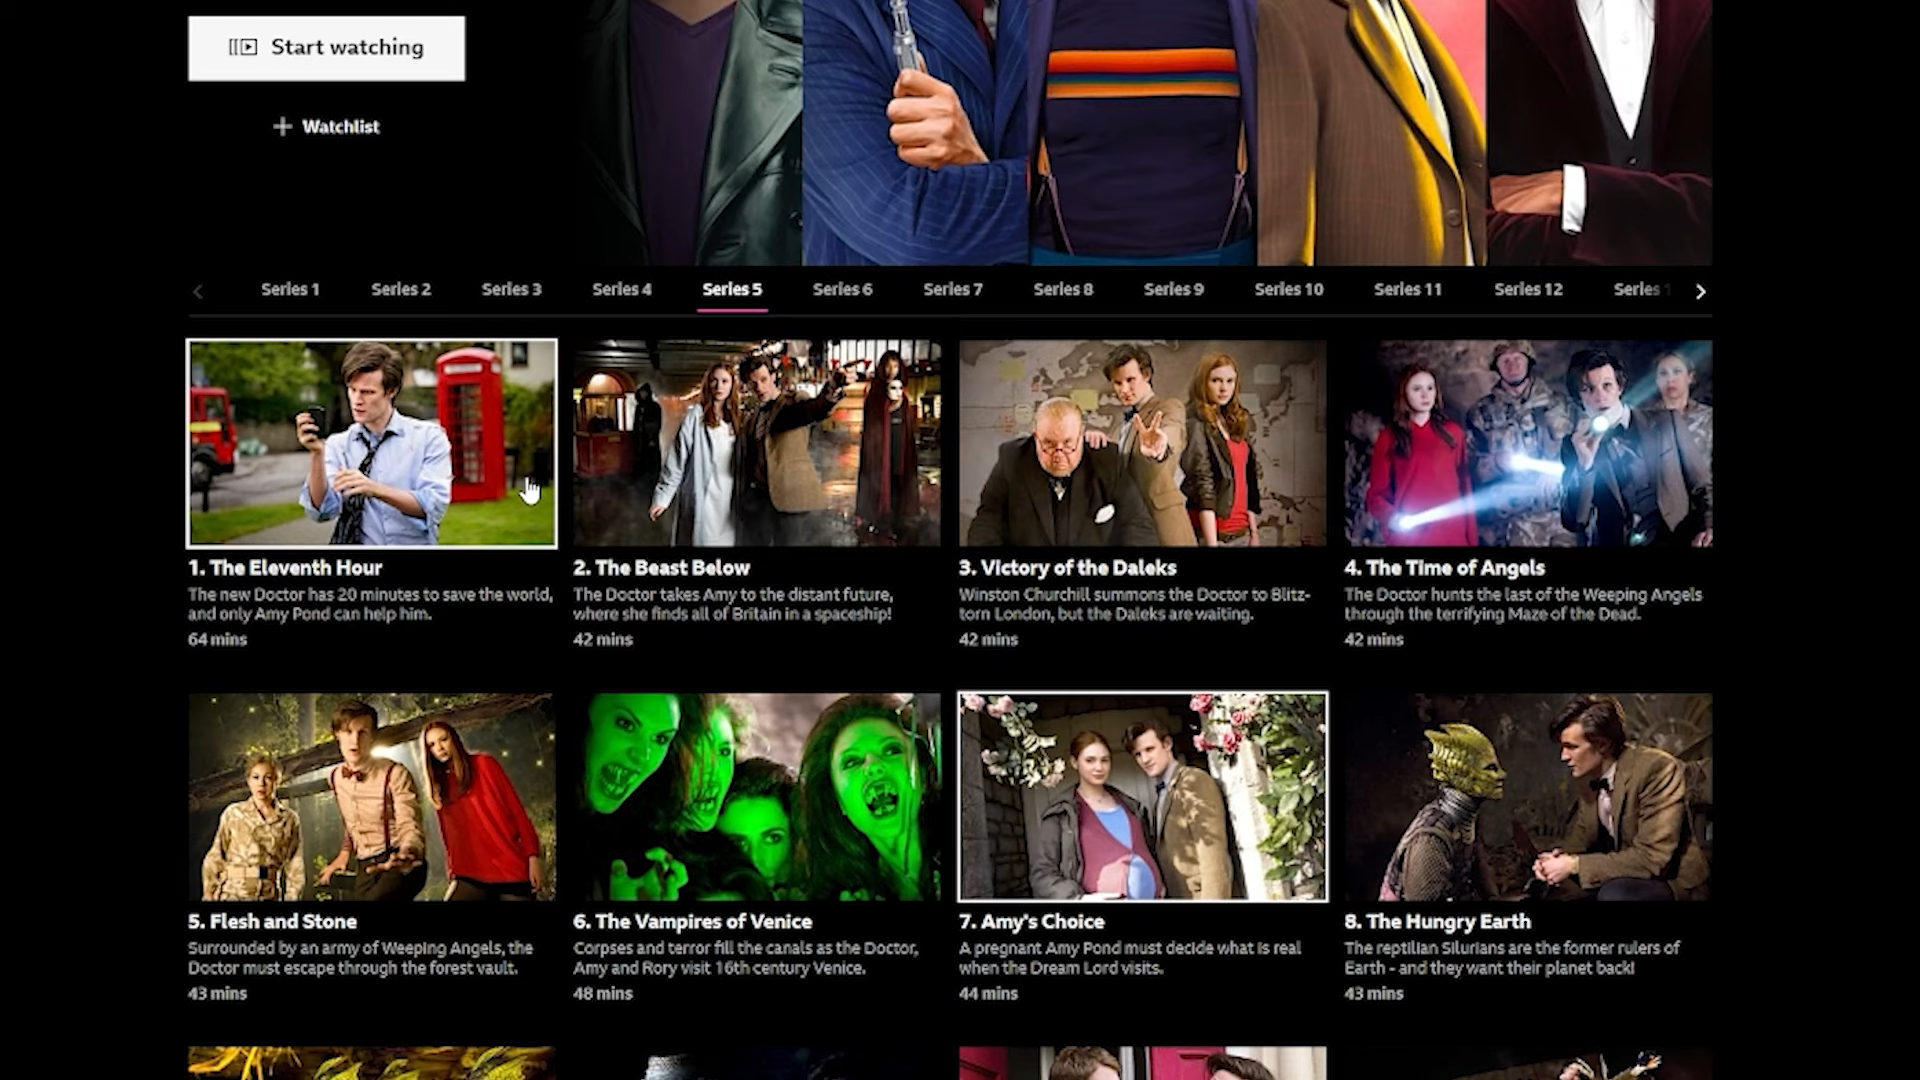 Start watching
Watchlist
Series 1 Series 2 Series 3 Series 4 Series 5 Series 6 Series 7 Series 8 Series 9 Series 10 Series 11 Series 12 Series 1
1. The Eleventh Hour
The new Doctor has 20 minutes to save the world,
and only Amy Pond can help him.
64 mins
2. The Beast Below
The Doctor takes Amy to the distant future,
where she finds all of Britain in a spaceship!
42 mins
3. Victory of the Daleks
Winston Churchill summons the Doctor to Blitz-
torn London, but the Daleks are waiting.
42 mins
4. The Time of Angels
The Doctor hunts the last of the Weeping Angels
through the terrifying Maze of the Dead.
42 mins
5. Flesh and Stone
Surrounded by an army of Weeping Angels, the
Doctor must escape through the forest vault.
43 mins
6. The Vampires of Venice
Corpses and terror fill the canals as the Doctor,
Amy and Rory visit 16th century Venice.
48 mins
7. Amy's Choice
A pregnant Amy Pond must decide what is real
when the Dream Lord visits.
44 mins
8. The Hungry Earth
The reptilian Silurians are the former rulers of
Earth - and they want their planet back!
43 mins